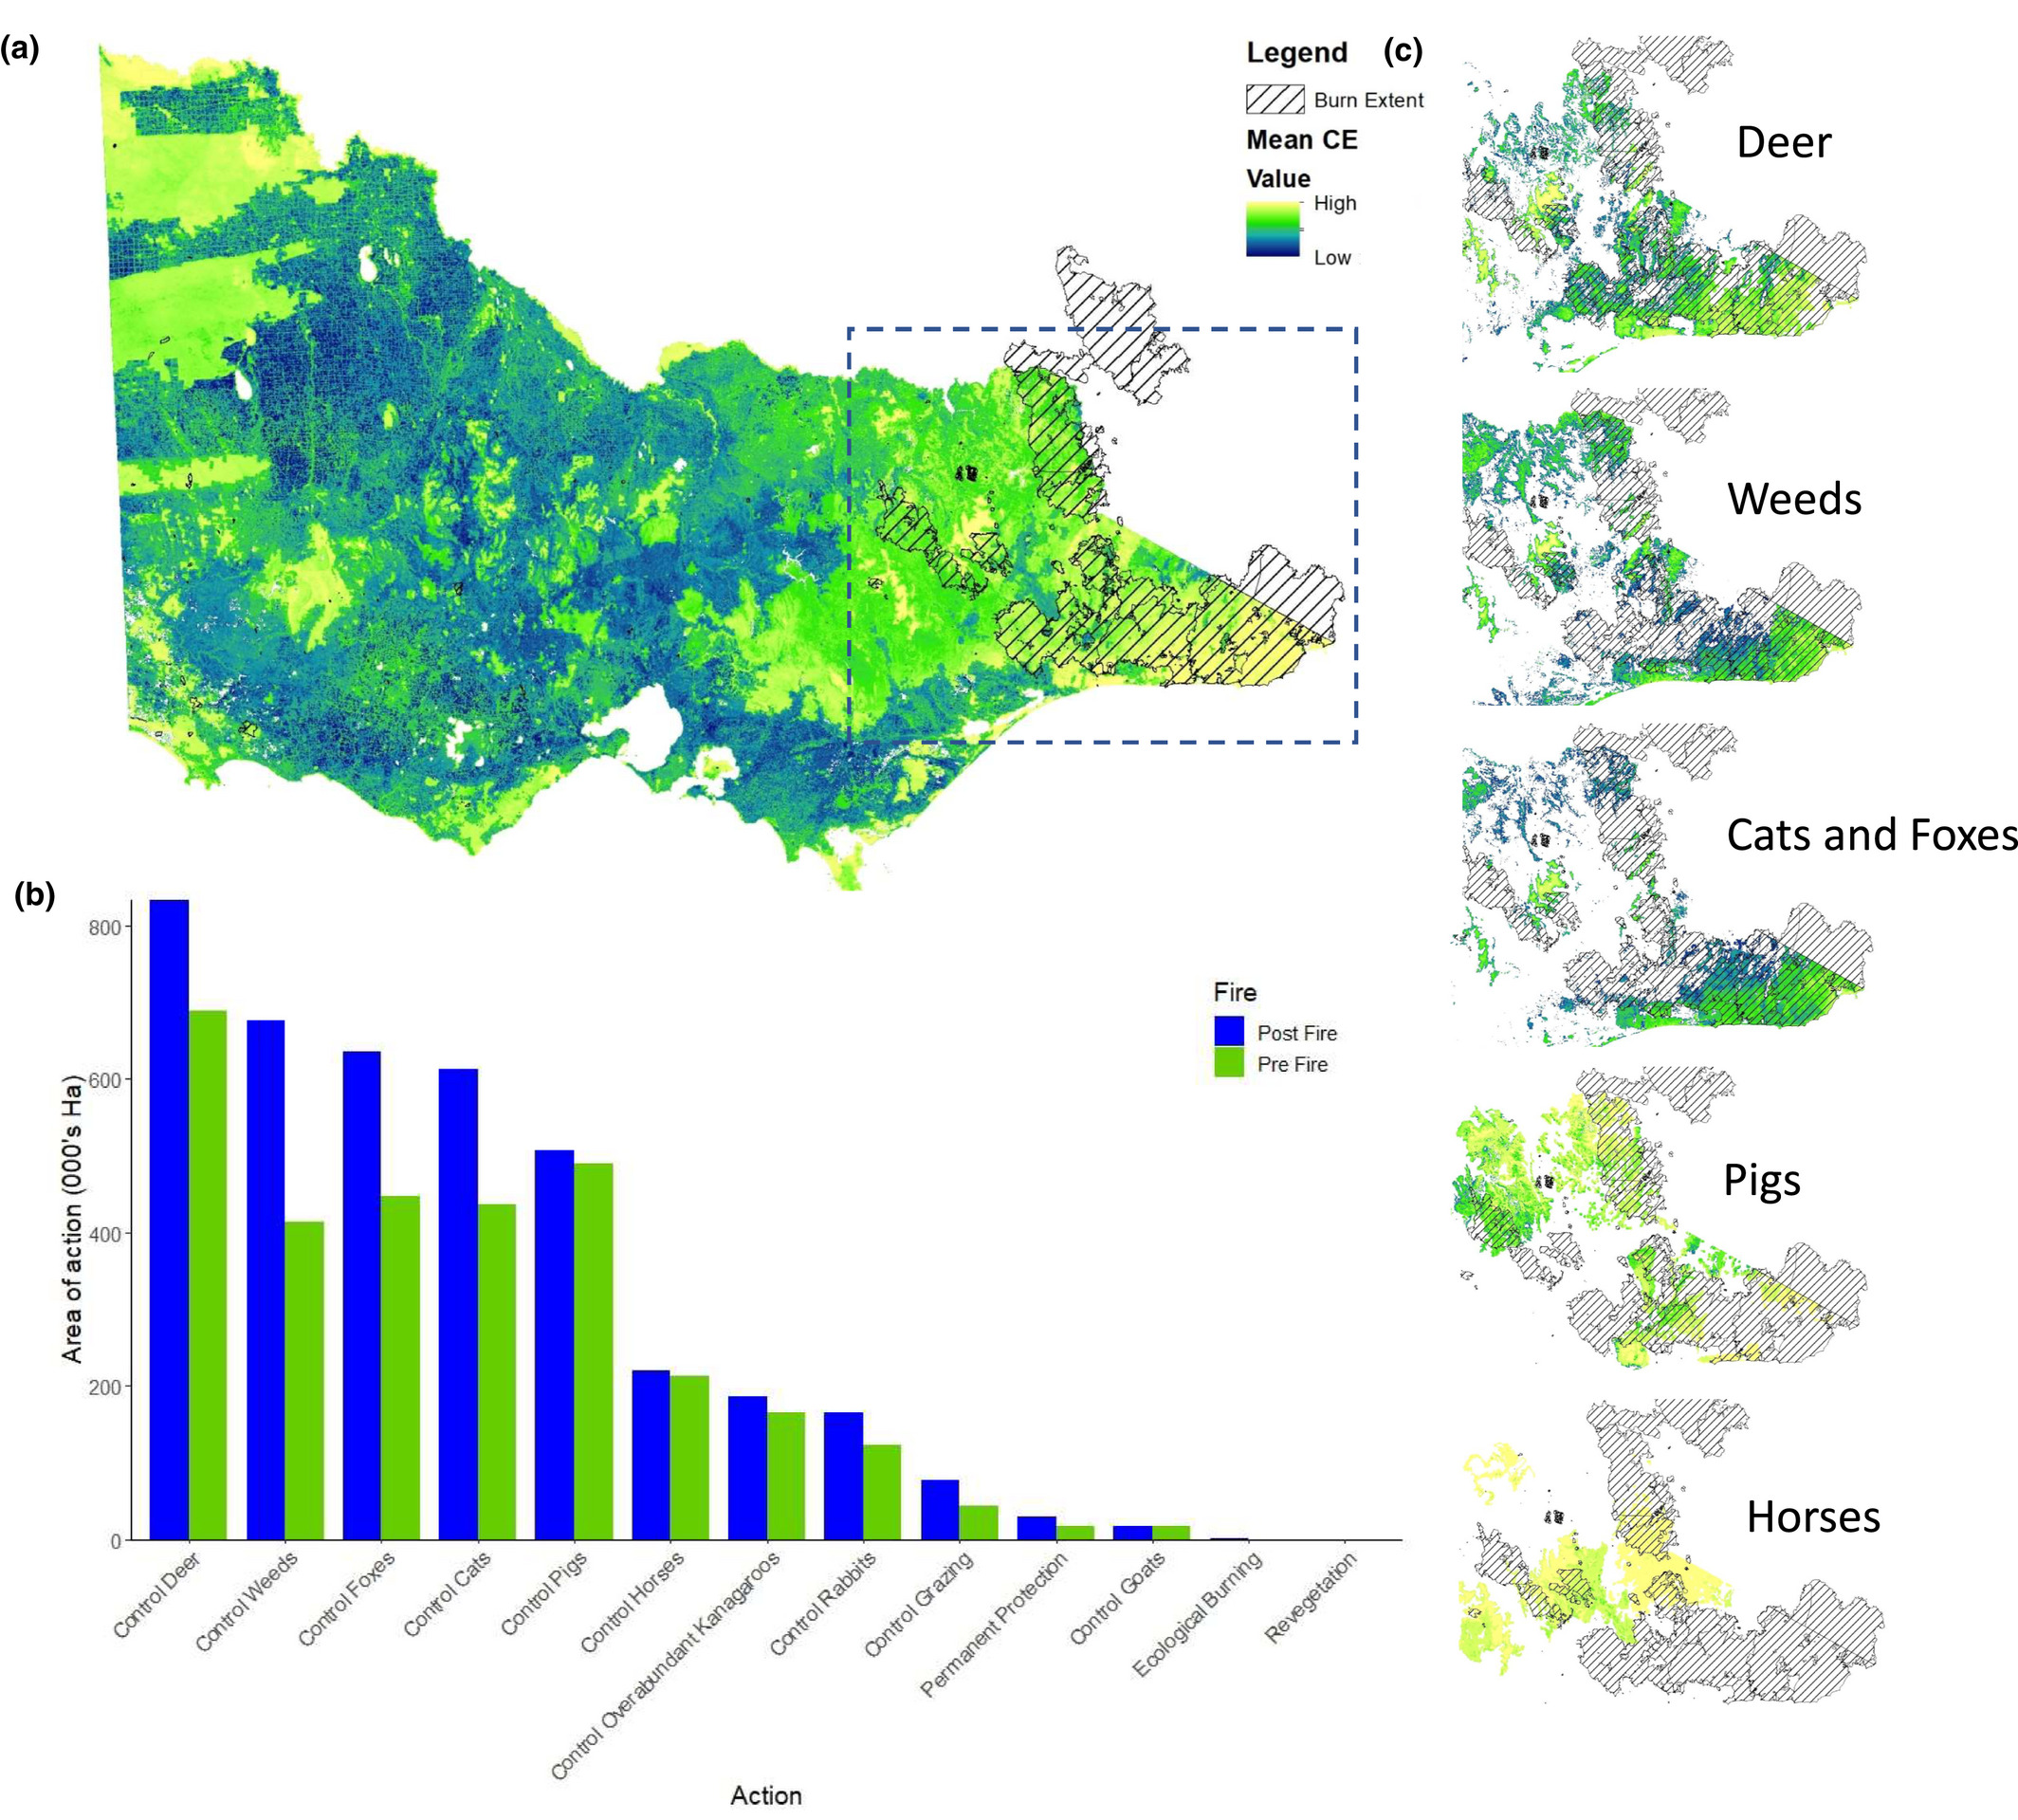 (a)
Legend
Burn Extent
Mean CE
Value
High
Low
(c)
Deer
Weeds
Cats and Foxes
Pigs
Horses
(b)
Area of action (000's Ha)
800
600
400
200
0
Fire
Post Fire
Pre Fire
Control Deer
Control Weeds
Control Foxes
Control Cats
Control Pigs
Control Horses
Control Overabundant Kanagaroos
Control Rabbits
Control Grazing
Permanent Protection
Control Goats
Ecological Burning
Revegetation
Action